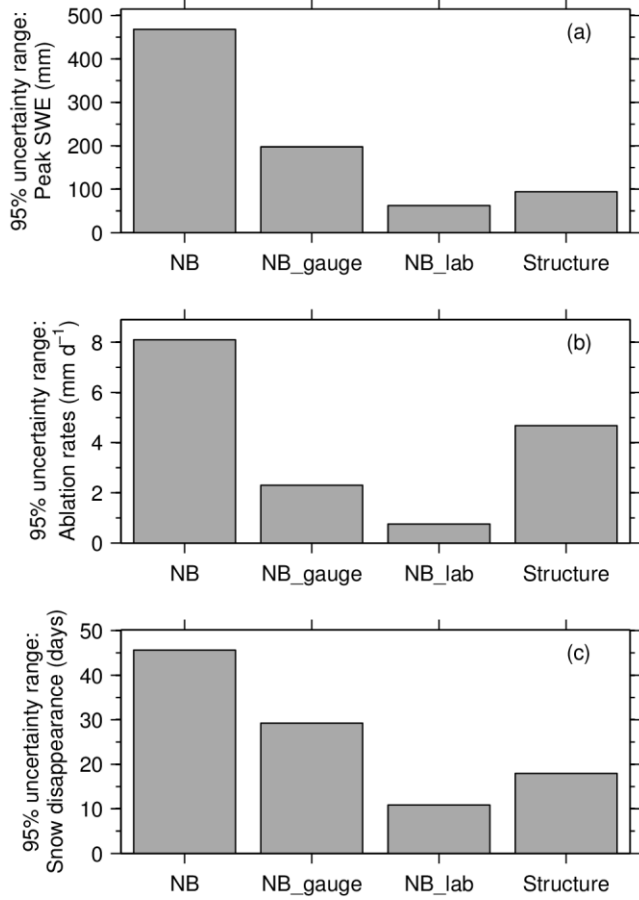 95% uncertainty range:
Peak SWE (mm)
500
400
300
200
100
0
(a)
NB NB_gauge NB_lab Structure
95% uncertainty range:
Ablation rates (mm d⁻¹)
8
6
4
2
0
(b)
NB NB_gauge NB_lab Structure
95% uncertainty range:
Snow disappearance (days)
50
40
30
20
10
0
(c)
NB NB_gauge NB_lab Structure